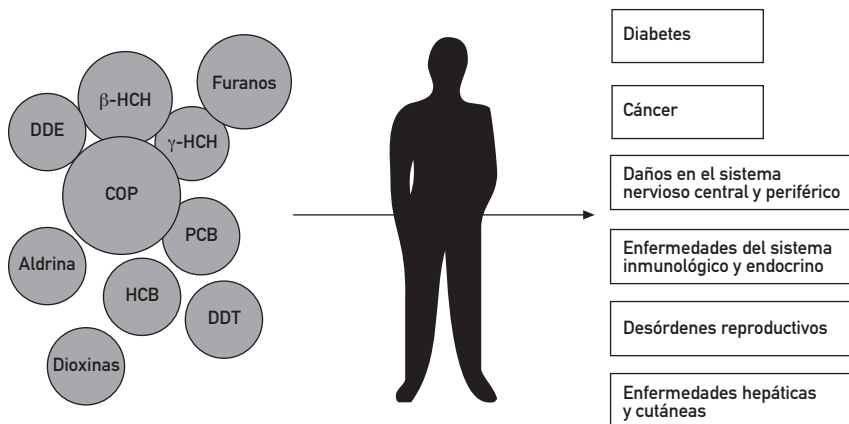 Furanos
β-HCH
DDE
γ-HCH
COP
PCB
Aldrina
HCB
DDT
Dioxinas
Diabetes
Cáncer
Daños en el sistema
nervioso central y periférico
Enfermedades del sistema
inmunológico y endocrino
Desórdenes reproductivos
Enfermedades hepáticas
y cutáneas